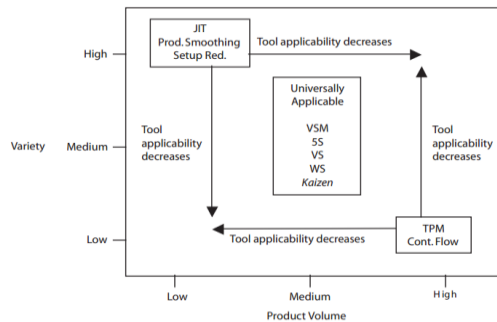 JIT
Prod. Smoothing
Setup Red.
Tool applicability decreases
High
Universally
Applicable
VSM
5S
VS
WS
Kaizen
Tool
applicability
decreases
Tool
applicability
decreases
Variety
Medium
TPM
Cont. Flow
Tool applicability decreases
Low
Low
Medium
High
Product Volume